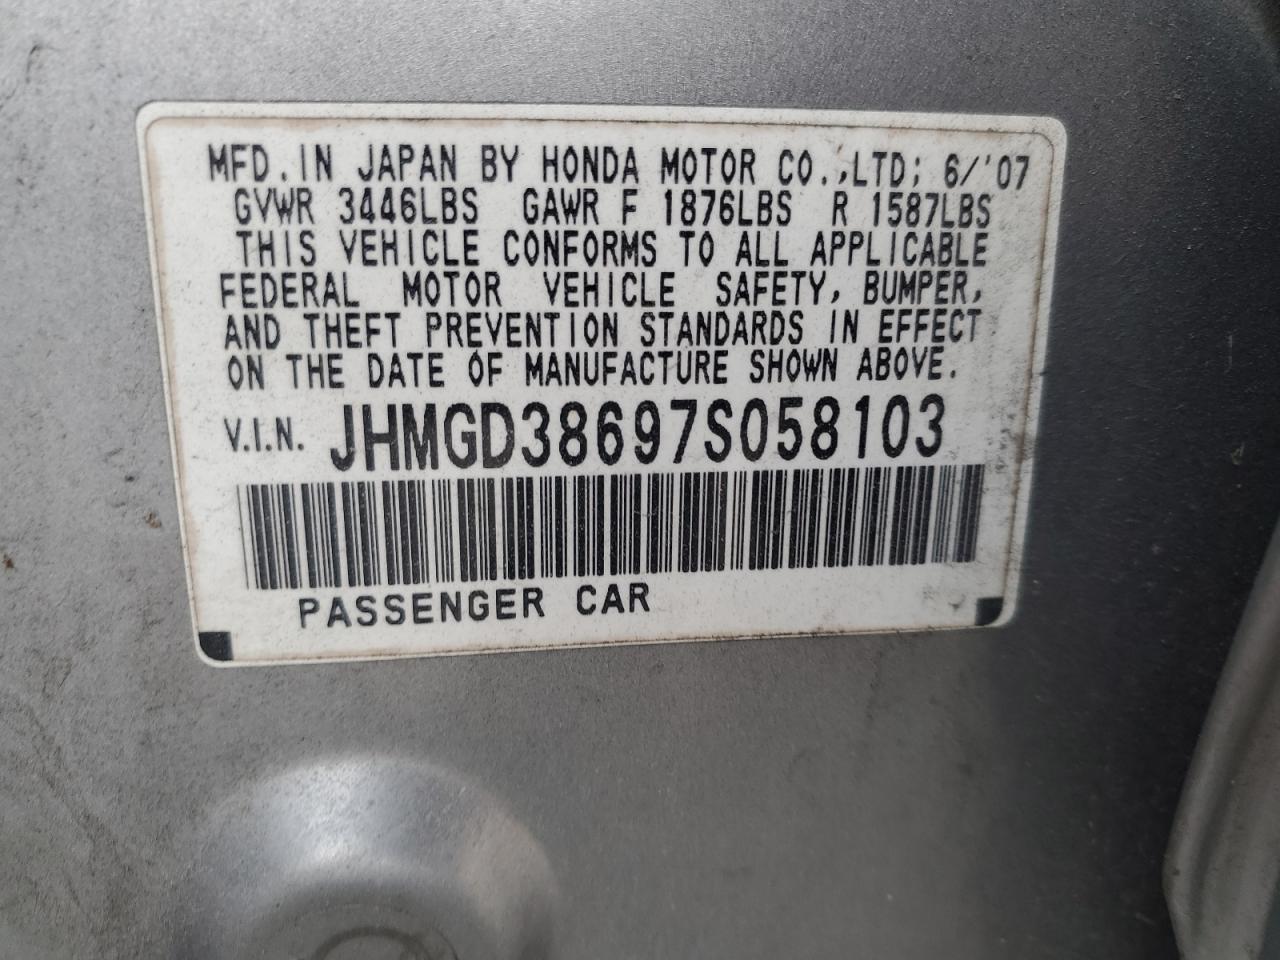 MFD. IN JAPAN BY HONDA MOTOR CO.,LTD; 6/'07
GVWR 3446LBS GAWR F 1876LBS R 1587LBS
THIS VEHICLE CONFORMS TO ALL APPLICABLE
FEDERAL MOTOR VEHICLE SAFETY, BUMPER,
AND THEFT PREVENTION STANDARDS IN EFFECT
ON THE DATE OF MANUFACTURE SHOWN ABOVE.
V.I.N. JHMGD38697S058103
PASSENGER CAR